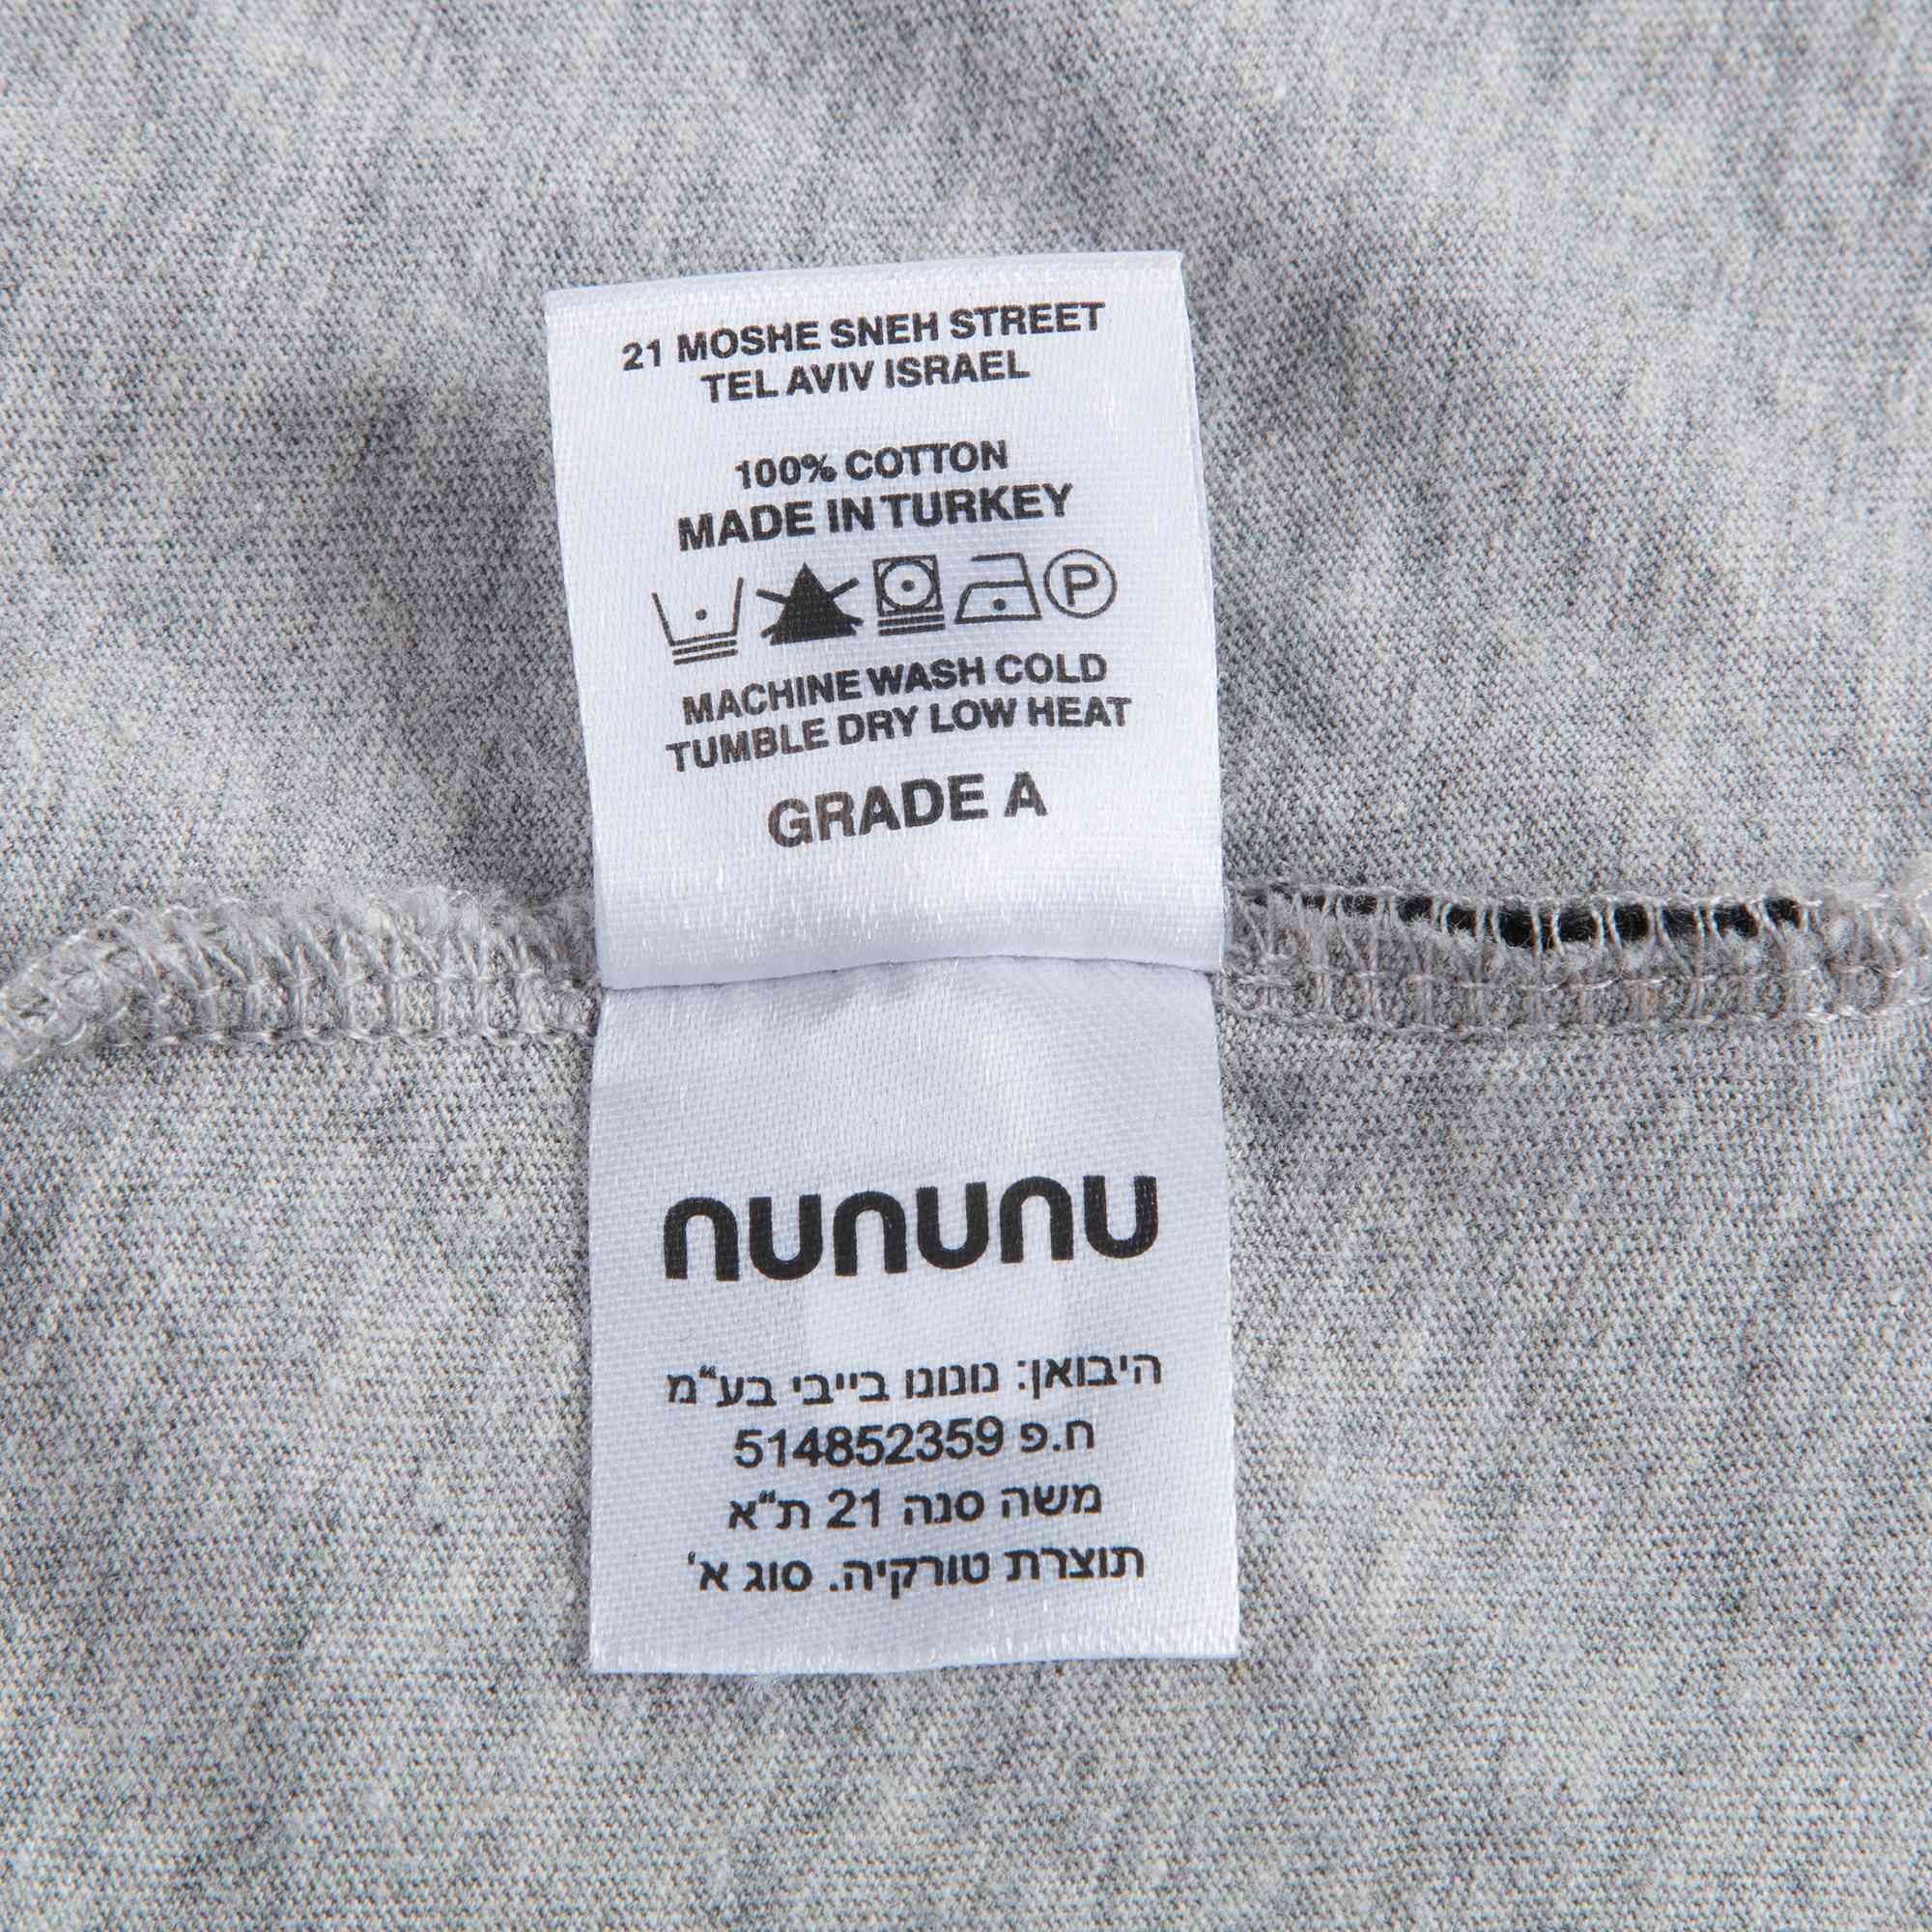 21 MOSHE SNEH STREET
TEL AVIV ISRAEL
100% COTTON
MADE IN TURKEY
P
MACHINE WASH COLD
TUMBLE DRY LOW HEAT
GRADE A
nununu
היבואן: נונונו בייבי בע"מ
ח.פ 514852359
משה סנה 21 ת"א
תוצרת טורקיה. סוג א'